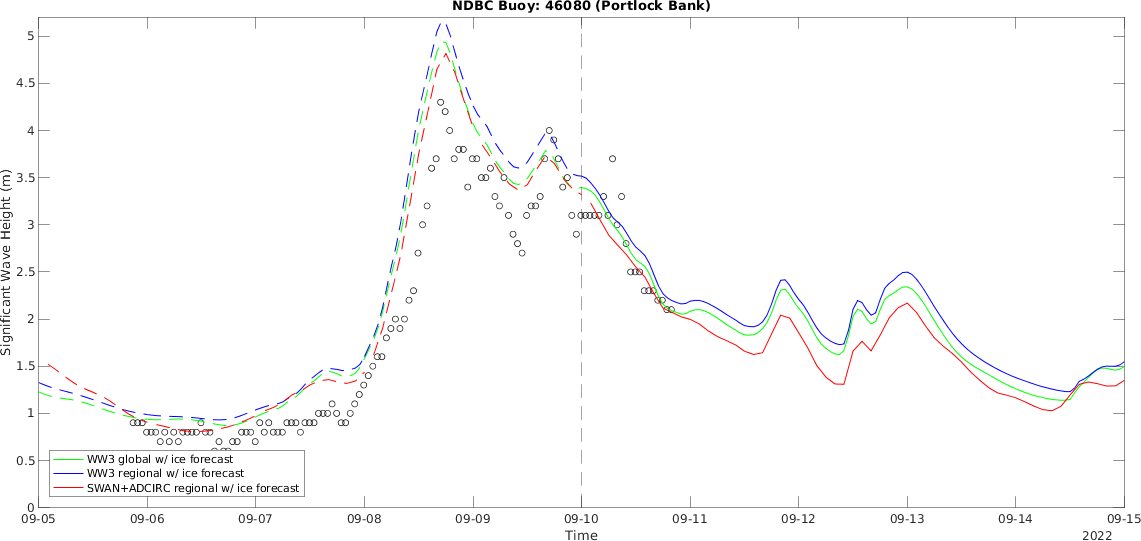 NDBC Buoy: 46080 (Portlock Bank)
5
4.5
4
3.5
3
2.5
2
1.5
1
0.5
0
Significant Wave Height (m)
WW3 global w/ ice forecast
WW3 regional w/ ice forecast
SWAN+ADCIRC regional w/ ice forecast
09-05 09-06 09-07 09-08 09-09 09-10 09-11 09-12 09-13 09-14 09-15
Time
2022